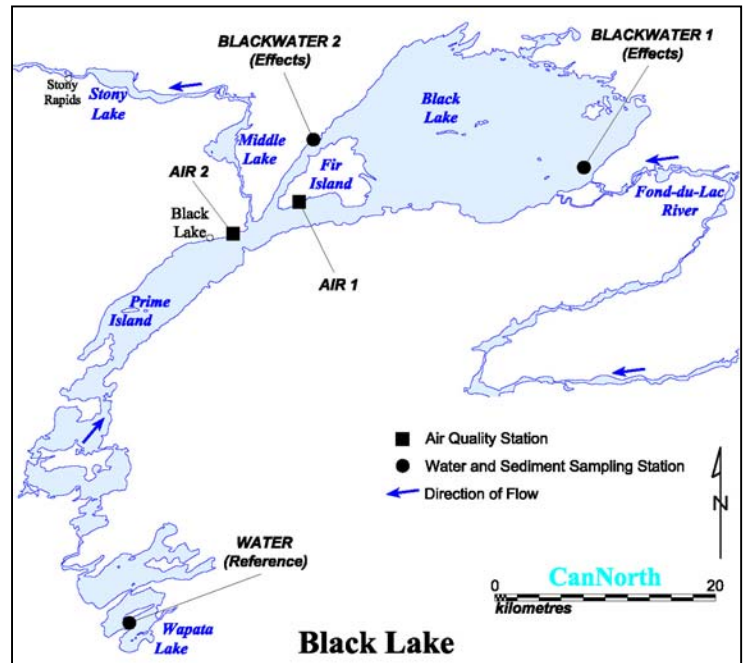 BLACKWATER 2
(Effects)
BLACKWATER 1
(Effects)
Stony
Rapids
Stony
Lake
Black
Lake
Middle
Lake
Fir
Island
AIR 2
Fond-du-Lac
River
Black
Lake
AIR 1
Prime
Island
Air Quality Station
Water and Sediment Sampling Station
Direction of Flow
N
WATER
(Reference)
CanNorth
0 20
kilometres
Wapata
Lake
Black Lake